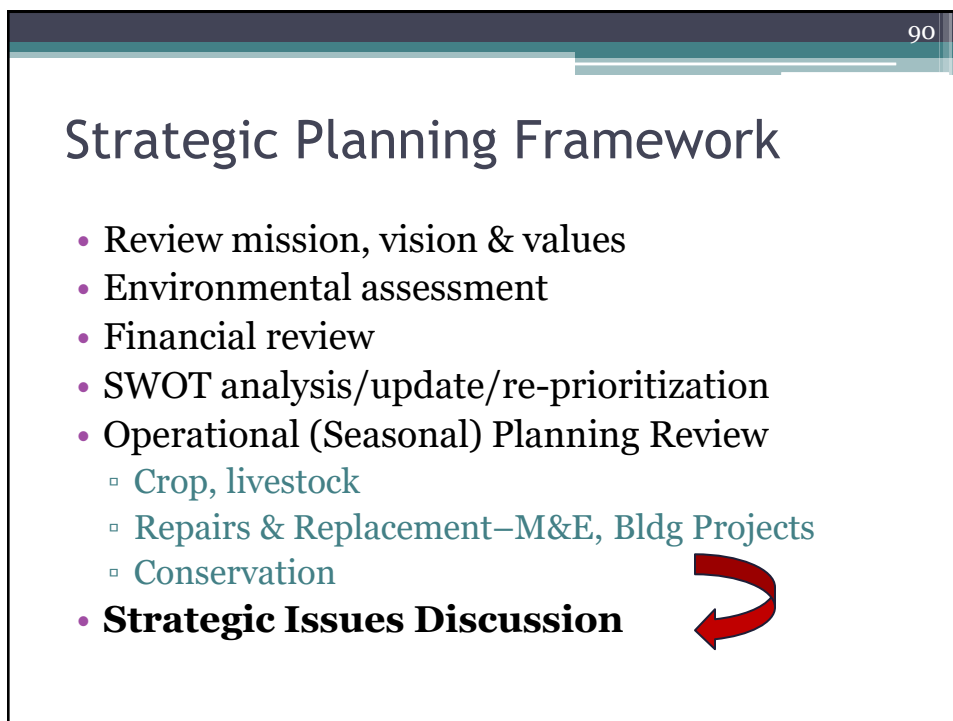 90
Strategic Planning Framework
• Review mission, vision & values
• Environmental assessment
• Financial review
• SWOT analysis/update/re-prioritization
• Operational (Seasonal) Planning Review
▫ Crop, livestock
▫ Repairs & Replacement–M&E, Bldg Projects
▫ Conservation
• Strategic Issues Discussion